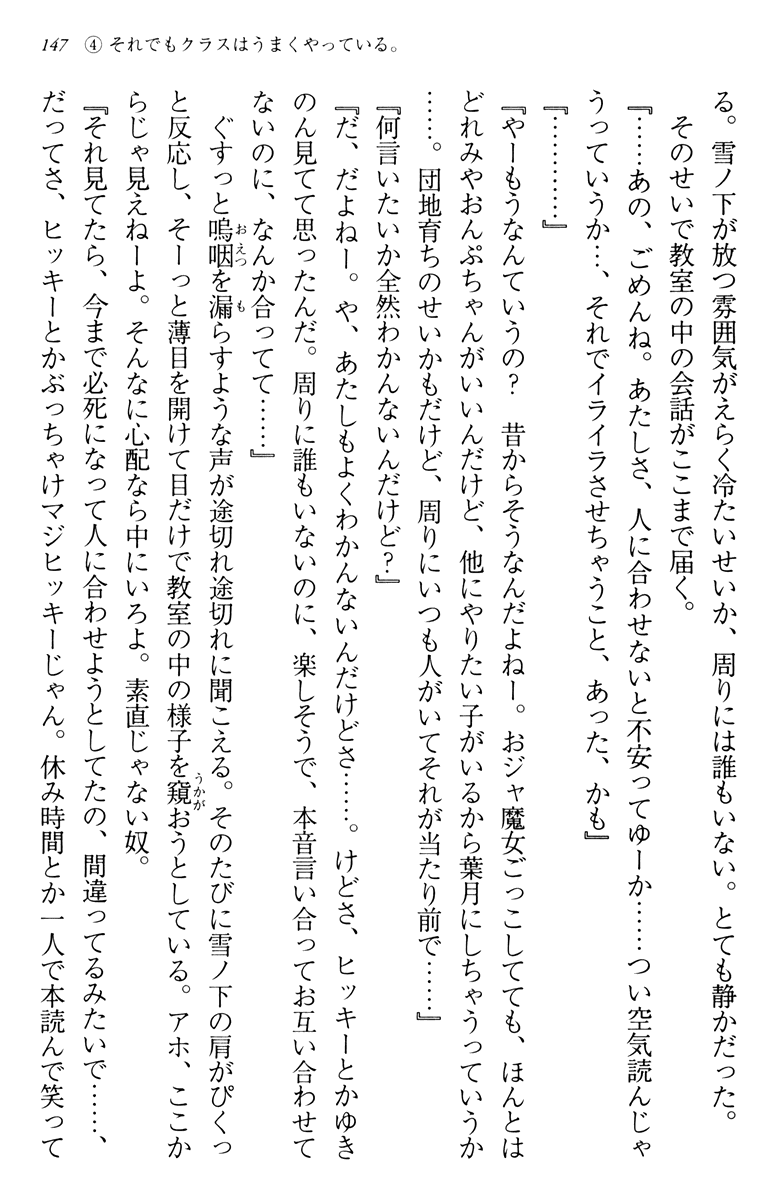 147　④ それでもクラスはうまくやっている。
る。雪ノ下が放つ雰囲気がえらく冷たいせいか、周りには誰もいない。とても静かだった。
　そのせいで教室の中の会話がここまで届く。
『……あの、ごめんね。あたしさ、人に合わせないと不安ってゆーか……つい空気読んじゃ
うっていうか…、それでイライラさせちゃうこと、あった、かも』
『…………』
『やーもうなんていうの？　昔からそうなんだよねー。おジャ魔女ごっこしてても、ほんとは
どれみやおんぷちゃんがいいんだけど、他にやりたい子がいるから葉月にしちゃうっていうか
……。団地育ちのせいかもだけど、周りにいつも人がいてそれが当たり前で……』
『何言いたいか全然わかんないんだけど？』
『だ、だよねー。や、あたしもよくわかんないんだけどさ……。けどさ、ヒッキーとかゆき
のん見てて思ったんだ。周りに誰もいないのに、楽しそうで、本音言い合ってお互い合わせて
ないのに、なんか合ってて……』
　ぐすっと嗚咽おえつを漏もらすような声が途切れ途切れに聞こえる。そのたびに雪ノ下の肩がぴくっ
と反応し、そーっと薄目を開けて目だけで教室の中の様子を窺うかがおうとしている。アホ、ここか
らじゃ見えねーよ。そんなに心配なら中にいろよ。素直じゃない奴。
『それ見てたら、今まで必死になって人に合わせようとしてたの、間違ってるみたいで……、
だってさ、ヒッキーとかぶっちゃけマジヒッキーじゃん。休み時間とか一人で本読んで笑って